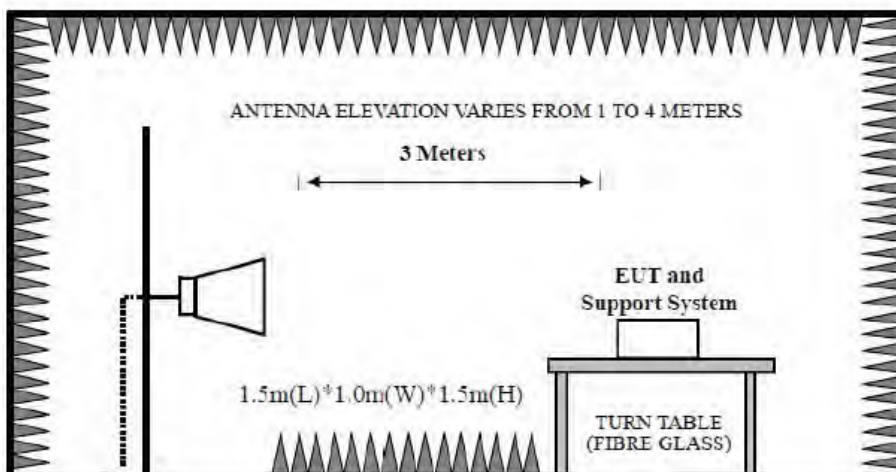 ANTENNA ELEVATION VARIES FROM 1 TO 4 METERS
3 Meters
EUT and
Support System
1.5m(L)*1.0m(W)*1.5m(H)
TURN TABLE
(FIBRE GLASS)